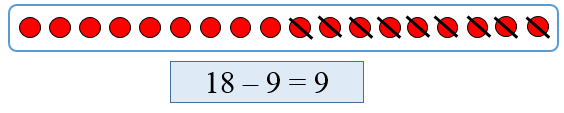 18 – 9 = 9